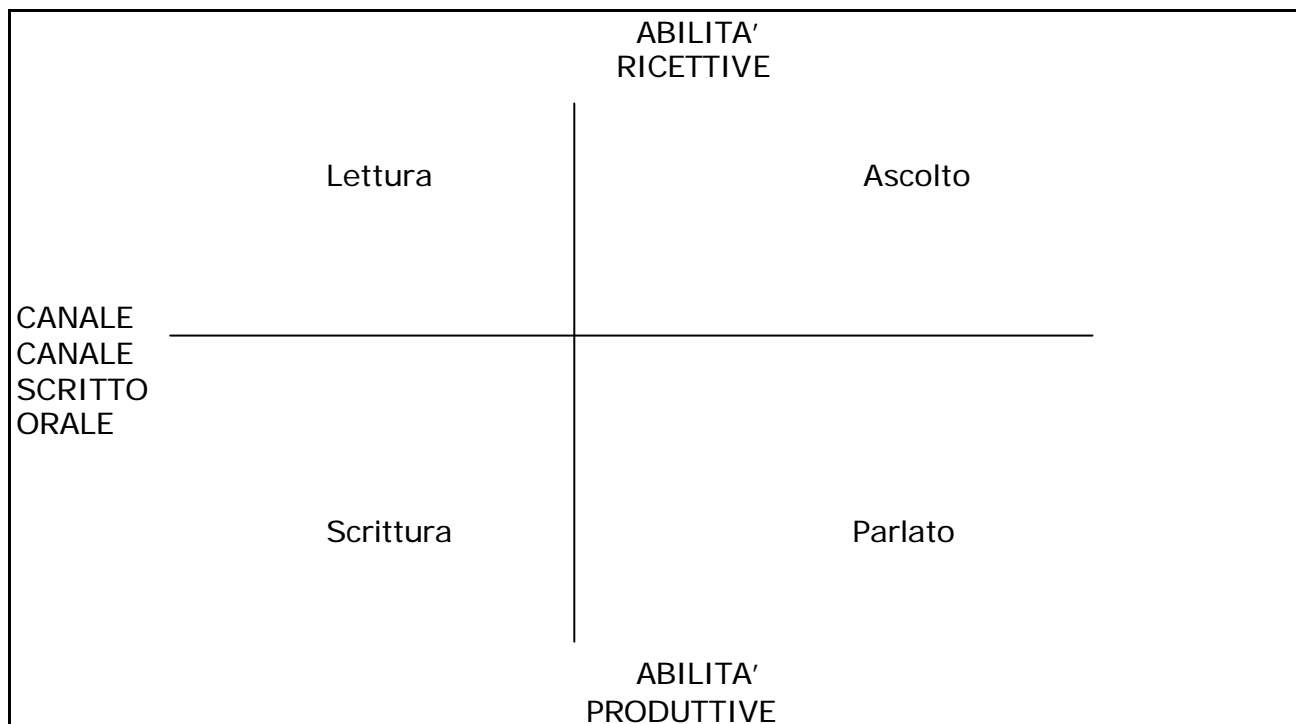 ABILITA’
RICETTIVE
Lettura
Ascolto
CANALE
CANALE
SCRITTO
ORALE
Scrittura
Parlato
ABILITA’
PRODUTTIVE